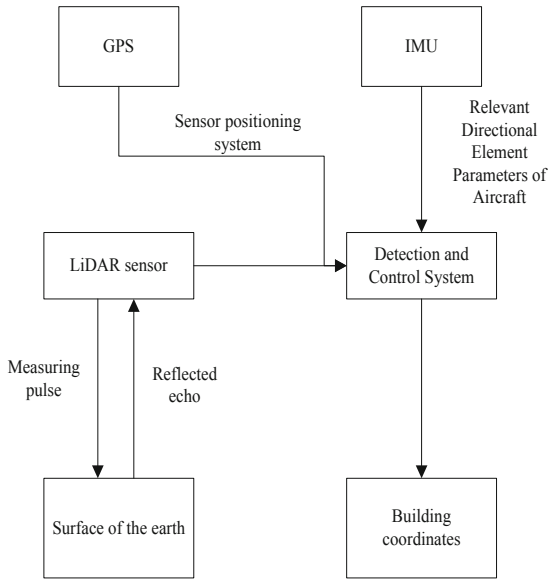 GPS
IMU
Sensor positioning
system
Relevant
Directional
Element
Parameters of
Aircraft
LiDAR sensor
Detection and
Control System
Measuring
pulse
Reflected
echo
Surface of the earth
Building
coordinates